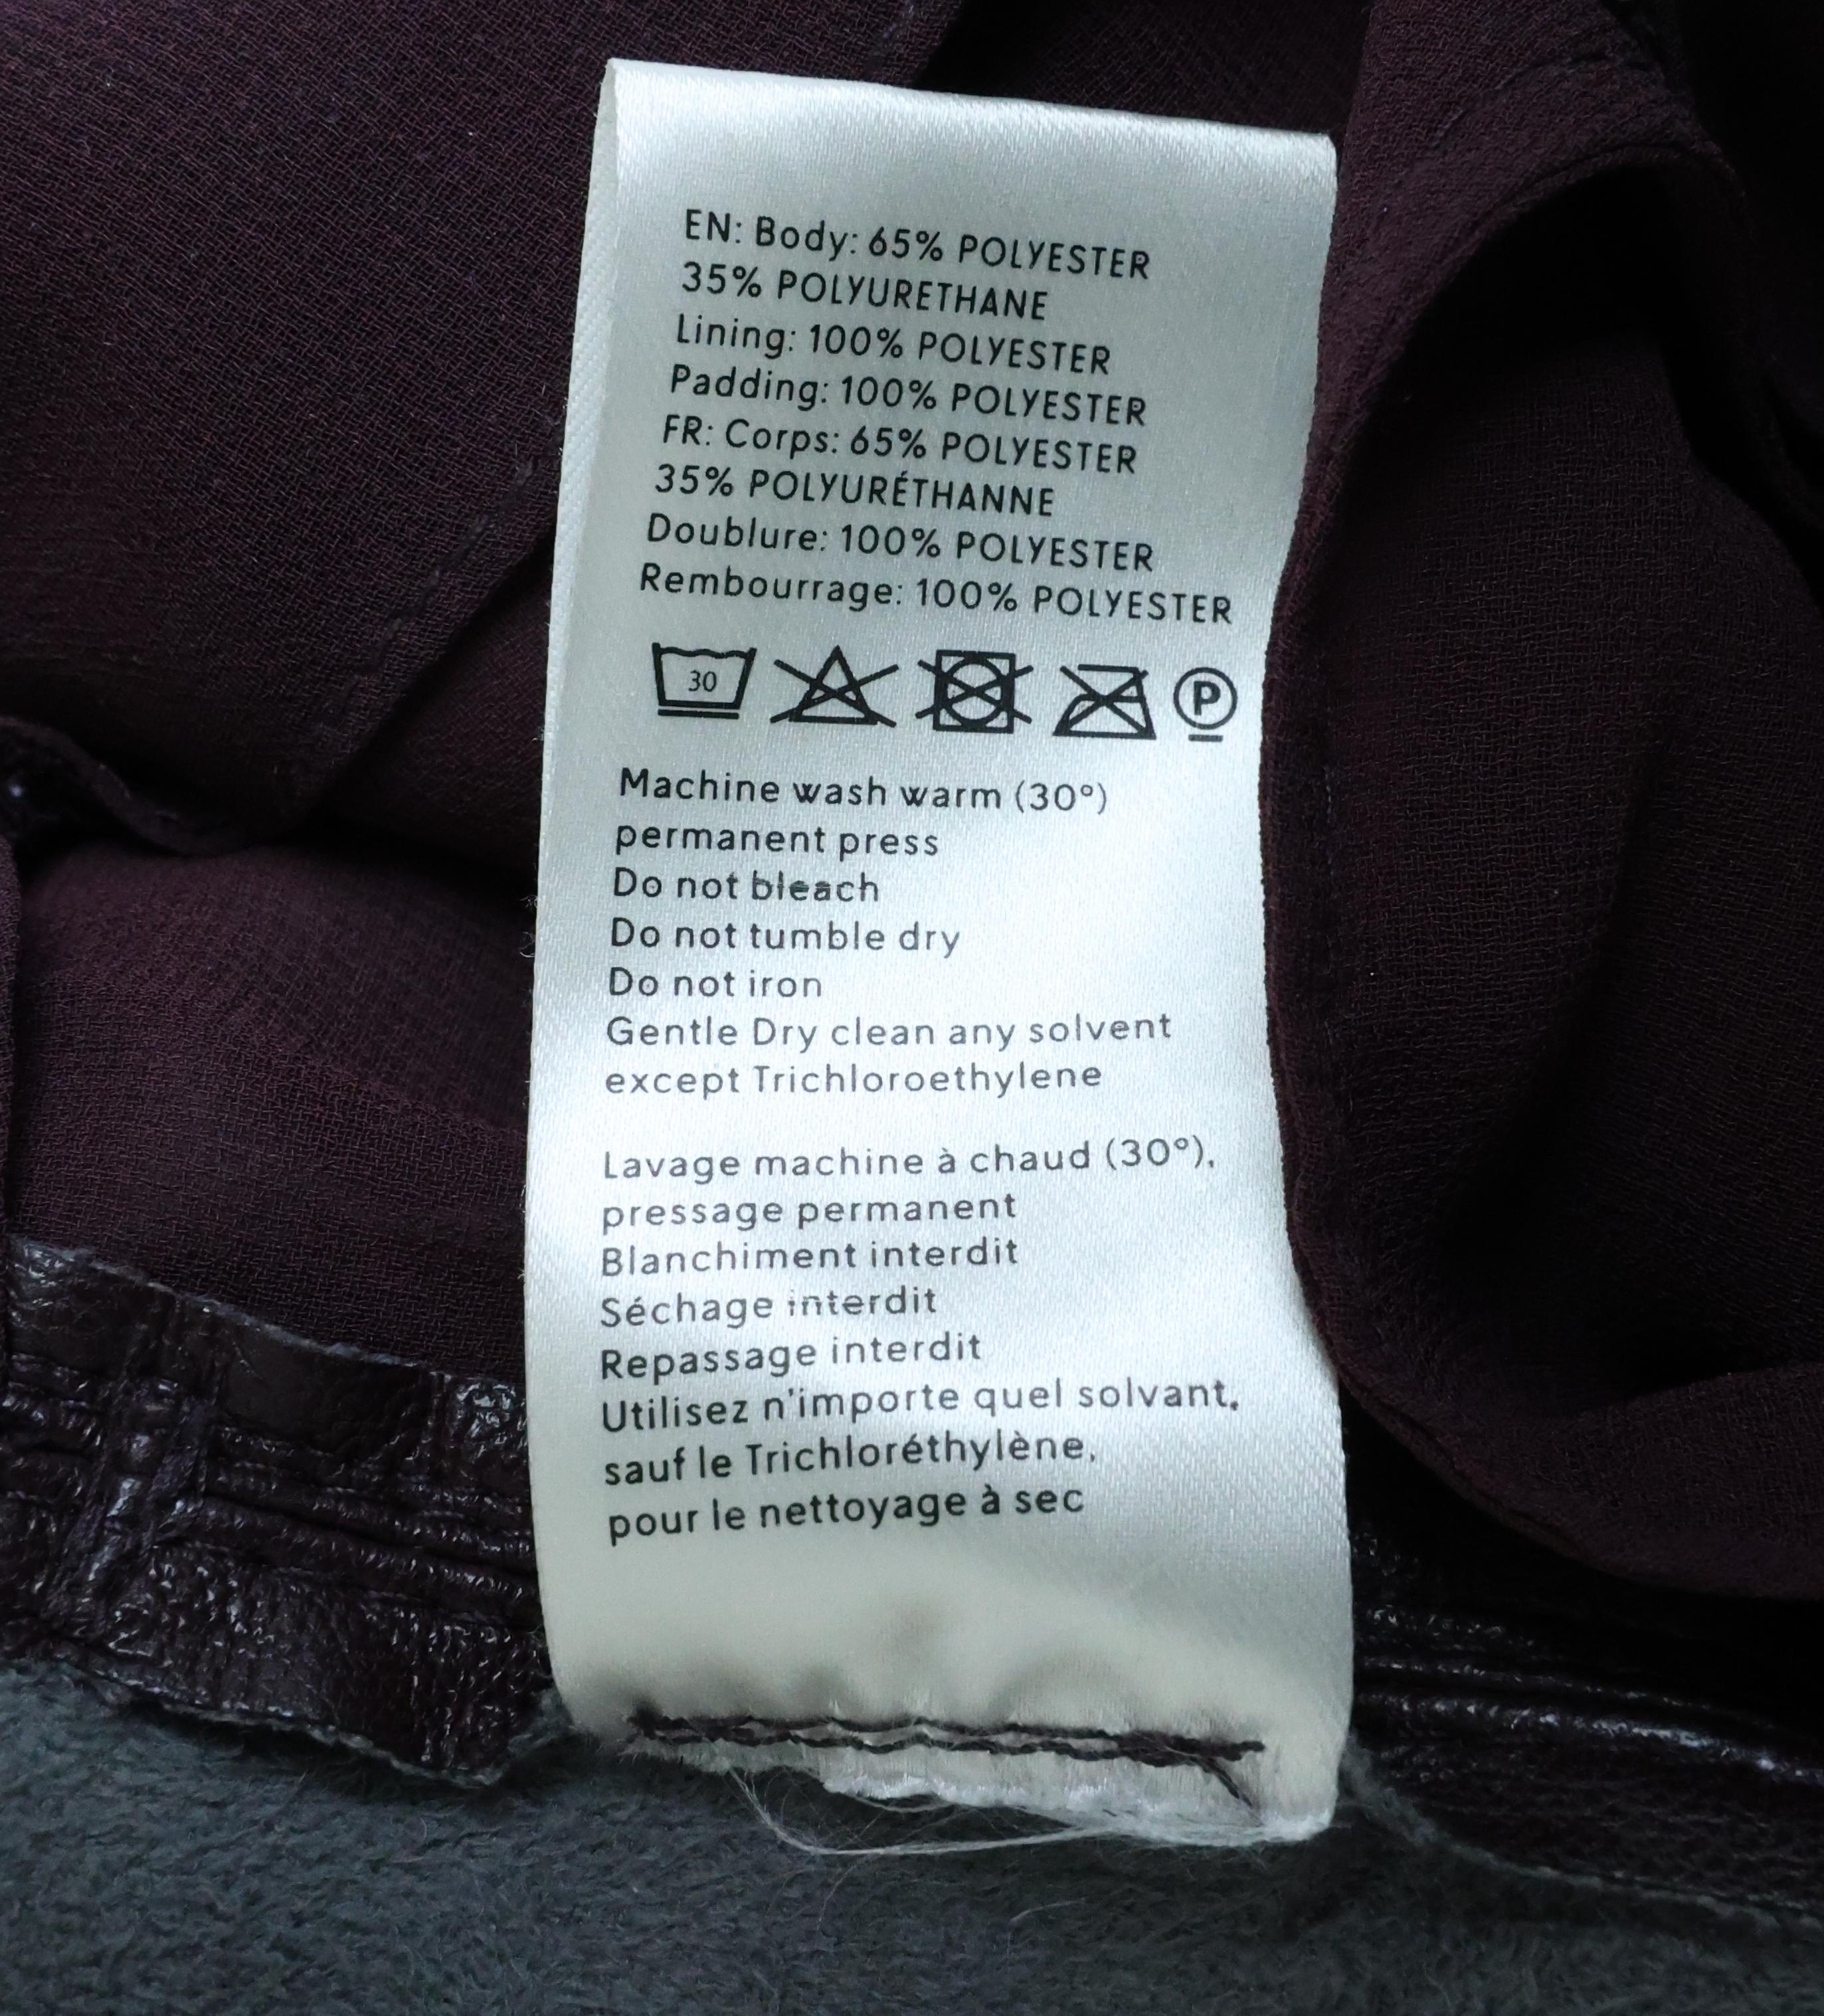 EN: Body: 65% POLYESTER
35% POLYURETHANE
Lining: 100% POLYESTER
Padding: 100% POLYESTER
FR: Corps: 65% POLYESTER
35% POLYURÉTHANNE
Doublure: 100% POLYESTER
Rembourrage: 100% POLYESTER
30 P
Machine wash warm (30°)
permanent press
Do not bleach
Do not tumble dry
Do not iron
Gentle Dry clean any solvent
except Trichloroethylene
Lavage machine à chaud (30°),
pressage permanent
Blanchiment interdit
Séchage interdit
Repassage interdit
Utilisez n'importe quel solvant,
sauf le Trichloréthylène,
pour le nettoyage à sec